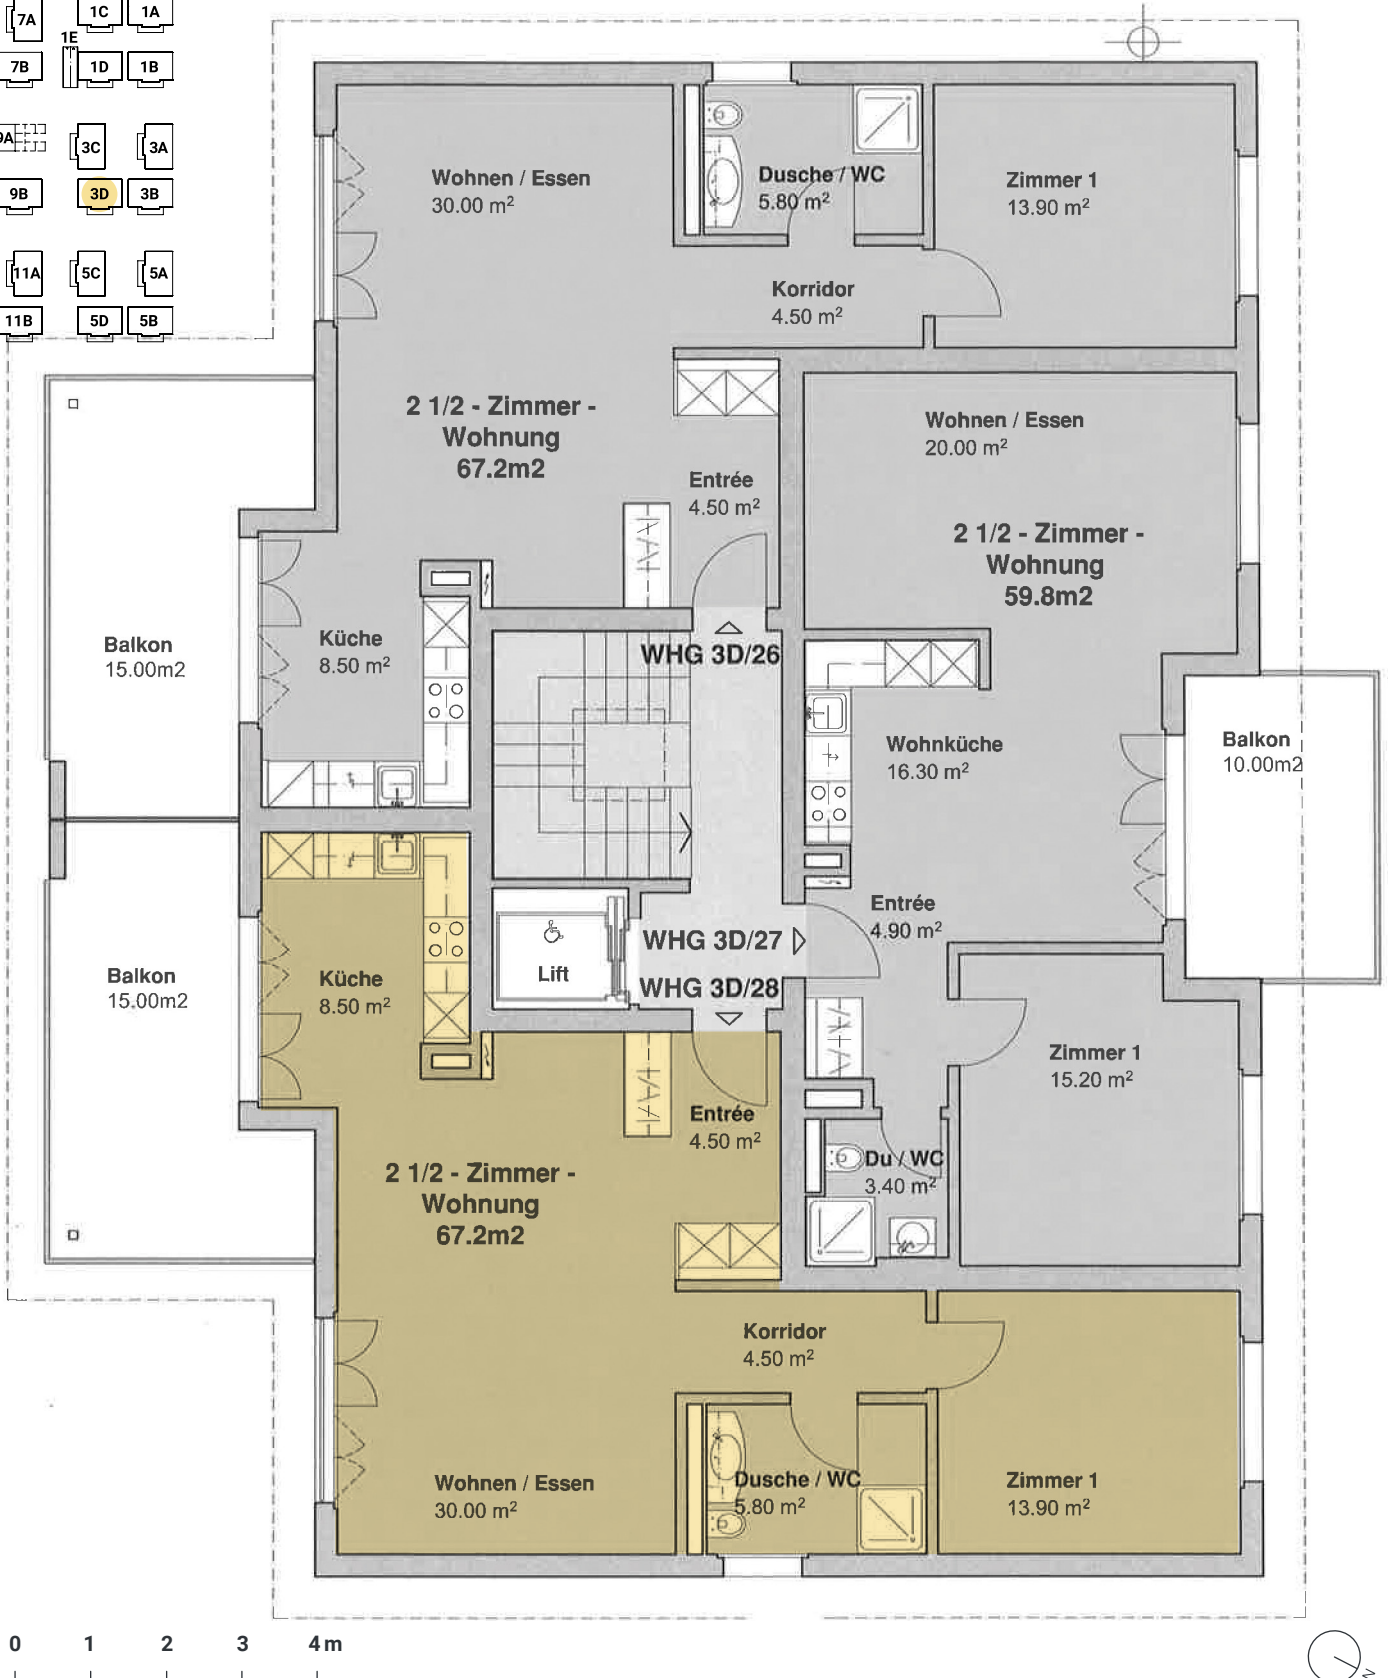 7A
1C
1A
1E
7B
1D
1B
9A
3C
3A
9B
3D
3B
11A
5C
5A
11B
5D
5B
Wohnen / Essen
30.00 m²
Dusche / WC
5.80 m²
Zimmer 1
13.90 m²
Korridor
4.50 m²
2 1/2 - Zimmer -
Wohnung
67.2m2
Entrée
4.50 m²
Wohnen / Essen
20.00 m²
2 1/2 - Zimmer -
Wohnung
59.8m2
Balkon
15.00m2
Küche
8.50 m²
WHG 3D/26
Wohnküche
16.30 m²
Balkon
10.00m2
Entrée
4.90 m²
WHG 3D/27
WHG 3D/28
Lift
Balkon
15.00m2
Küche
8.50 m²
Zimmer 1
15.20 m²
Entrée
4.50 m²
Du / WC
3.40 m²
2 1/2 - Zimmer -
Wohnung
67.2m2
Korridor
4.50 m²
Wohnen / Essen
30.00 m²
Dusche / WC
5.80 m²
Zimmer 1
13.90 m²
0 1 2 3 4 m
N